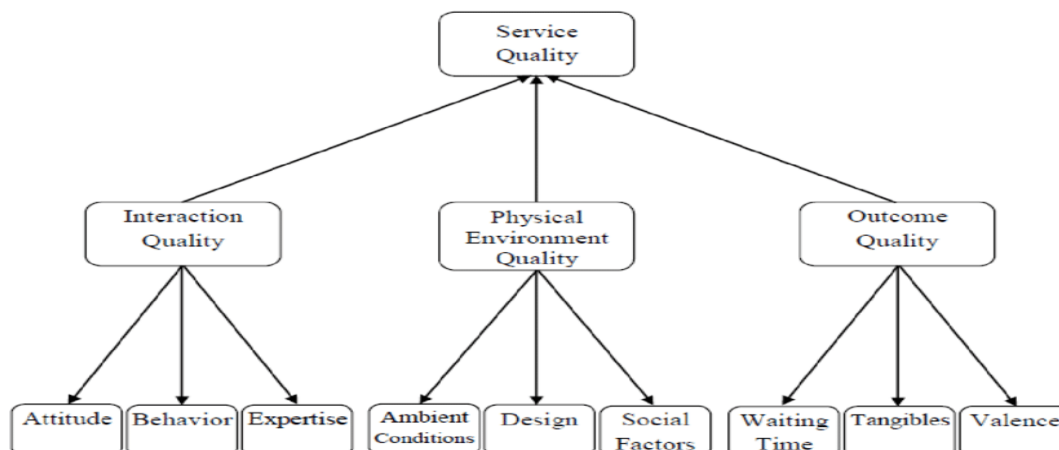 Service
Quality
Interaction
Quality
Physical
Environment
Quality
Outcome
Quality
Attitude
Behavior
Expertise
Ambient
Conditions
Design
Social
Factors
Waiting
Time
Tangibles
Valence